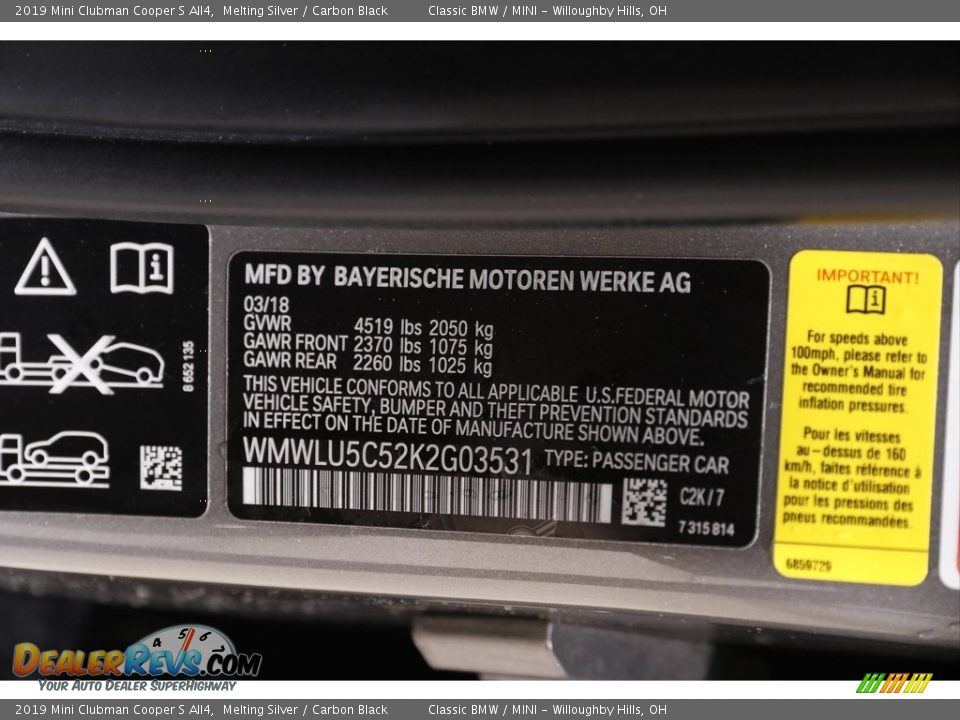 2019 Mini Clubman Cooper S All4,  Melting Silver / Carbon Black    Classic BMW / MINI - Willoughby Hills, OH
8 652 135
MFD BY BAYERISCHE MOTOREN WERKE AG
03/18
GVWR 4519 lbs 2050 kg
GAWR FRONT 2370 lbs 1075 kg
GAWR REAR 2260 lbs 1025 kg
THIS VEHICLE CONFORMS TO ALL APPLICABLE U.S.FEDERAL MOTOR
VEHICLE SAFETY, BUMPER AND THEFT PREVENTION STANDARDS
IN EFFECT ON THE DATE OF MANUFACTURE SHOWN ABOVE.
WMWLU5C52K2G03531 TYPE: PASSENGER CAR
C2K/7
7315814
IMPORTANT!
For speeds above
100mph, please refer to
the Owner's Manual for
recommended tire
inflation pressures.
Pour les vitesses
au-dessus de 160
km/h, faites référence à
la notice d'utilisation
pour les pressions des
pneus recommandées.
6859729
4 5 6
DEALERREVS.COM
YOUR AUTO DEALER SUPERHIGHWAY
2019 Mini Clubman Cooper S All4,  Melting Silver / Carbon Black    Classic BMW / MINI - Willoughby Hills, OH